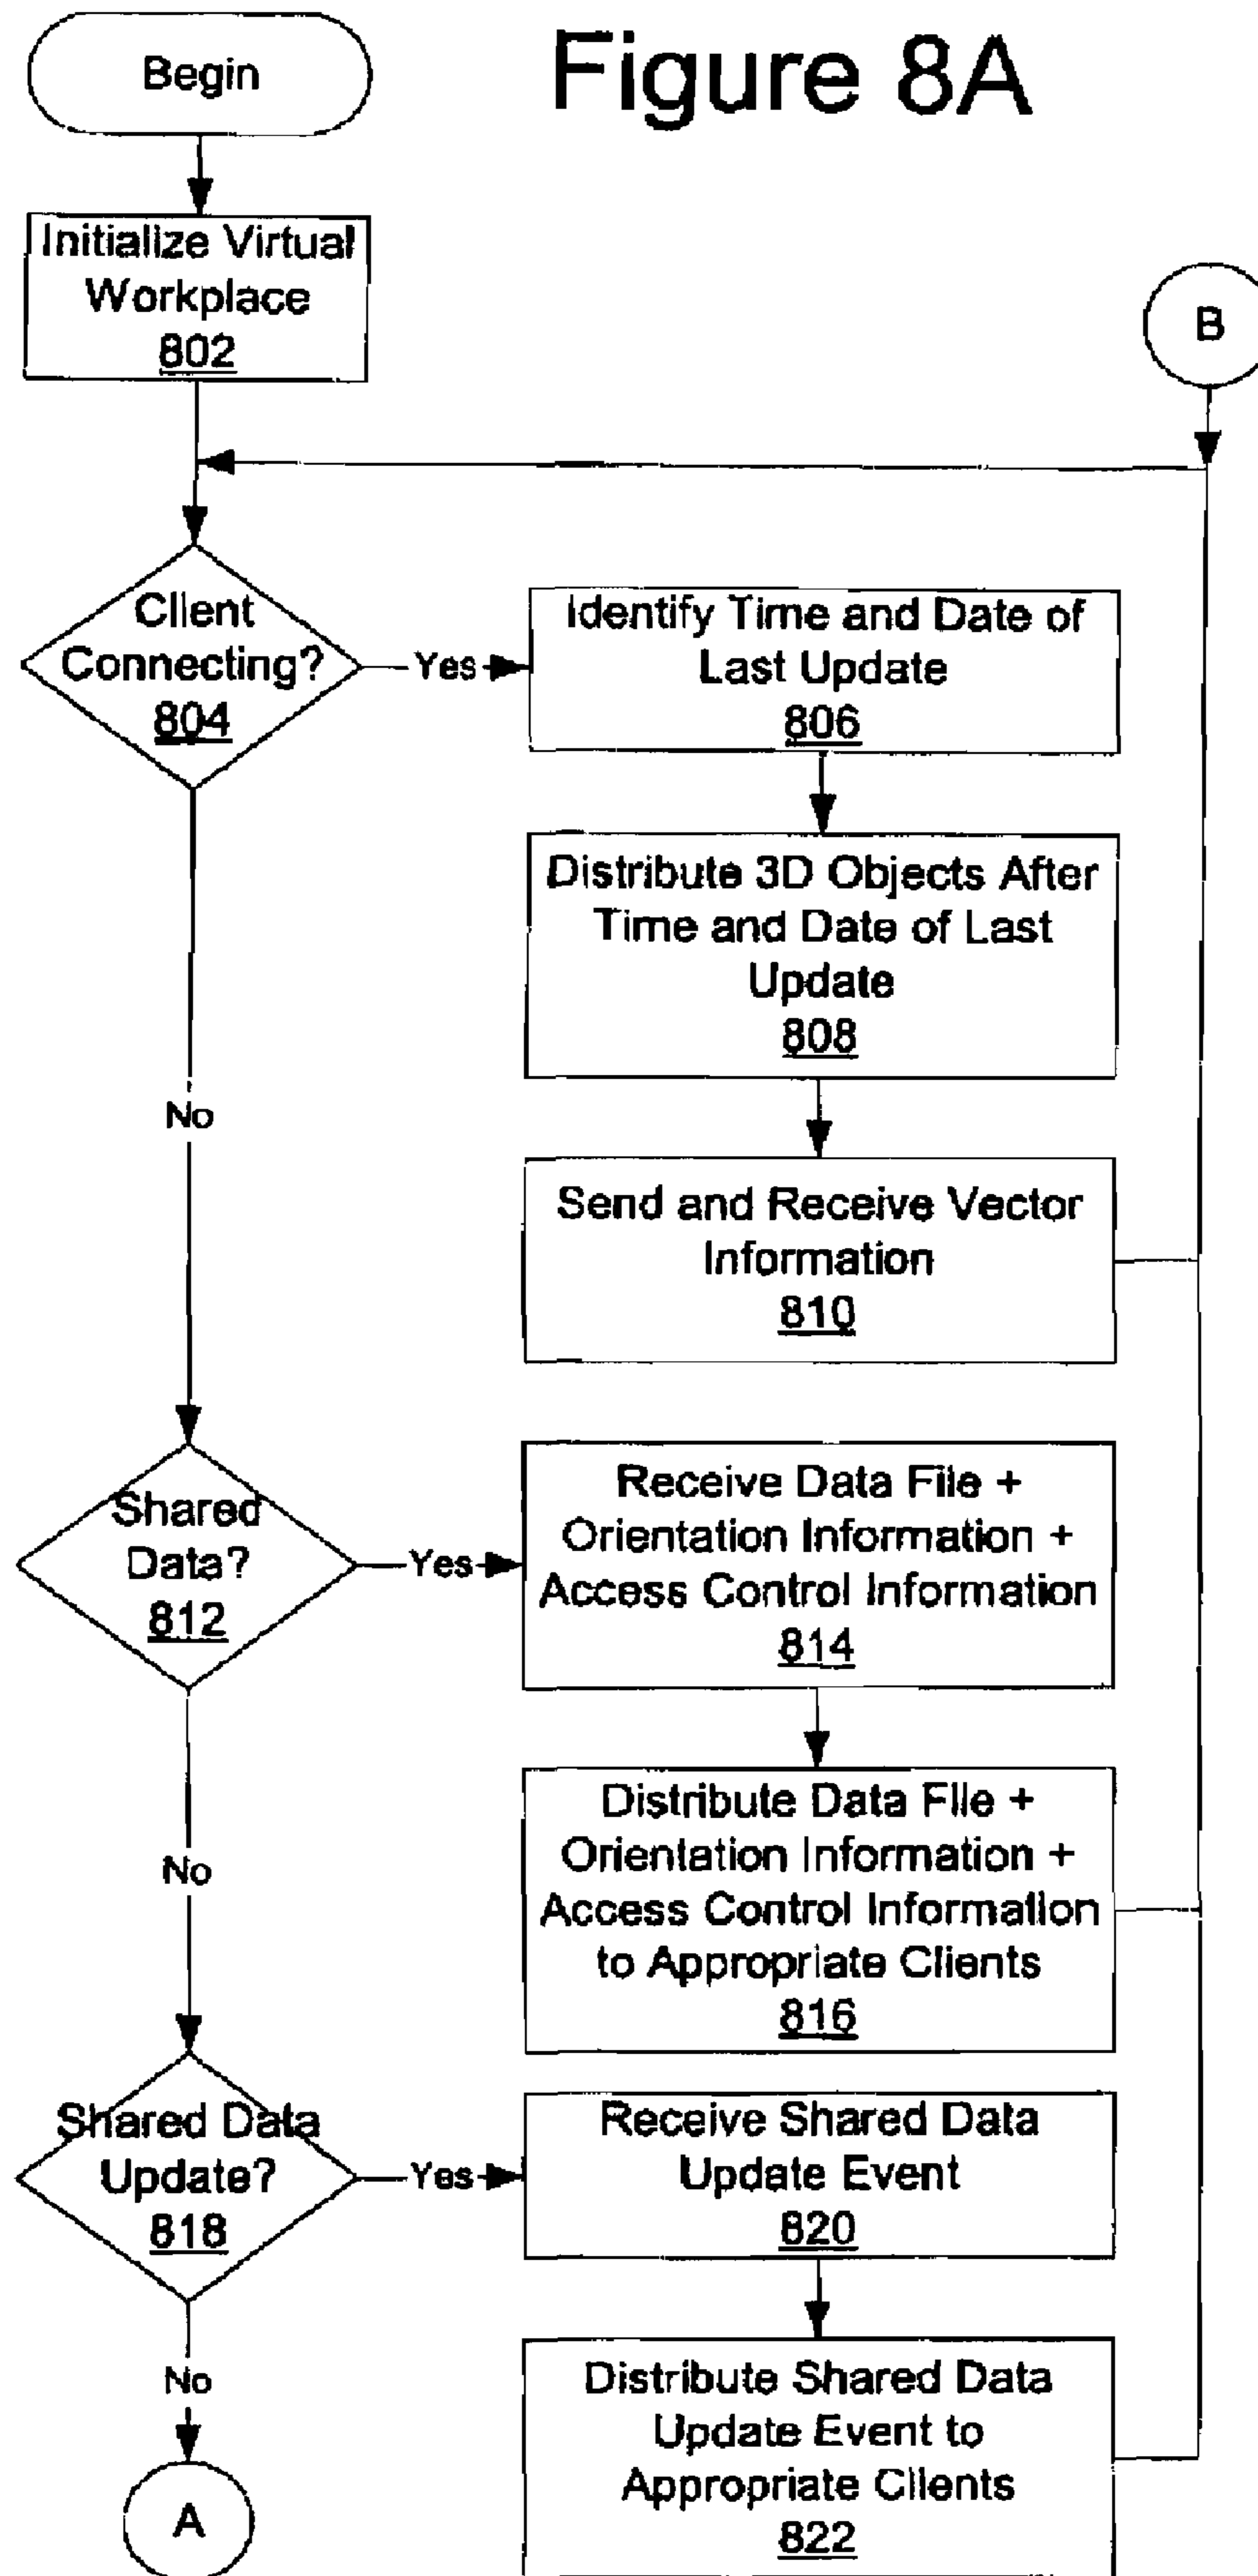 Figure 8A
Begin
Initialize Virtual
Workplace
802
B
Client
Connecting?
804
Yes
Identify Time and Date of
Last Update
806
Distribute 3D Objects After
Time and Date of Last
Update
808
No
Send and Receive Vector
Information
810
Shared
Data?
812
Yes
Receive Data File +
Orientation Information +
Access Control Information
814
Distribute Data File +
Orientation Information +
Access Control Information
to Appropriate Clients
816
No
Shared Data
Update?
818
Yes
Receive Shared Data
Update Event
820
No
Distribute Shared Data
Update Event to
Appropriate Clients
822
A